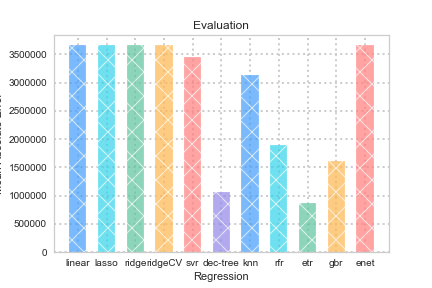 Evaluation
3500000
3000000
2500000
2000000
1500000
1000000
500000
0
linear lasso ridge ridgeCV svr dec-tree knn rfr etr gbr enet
Regression